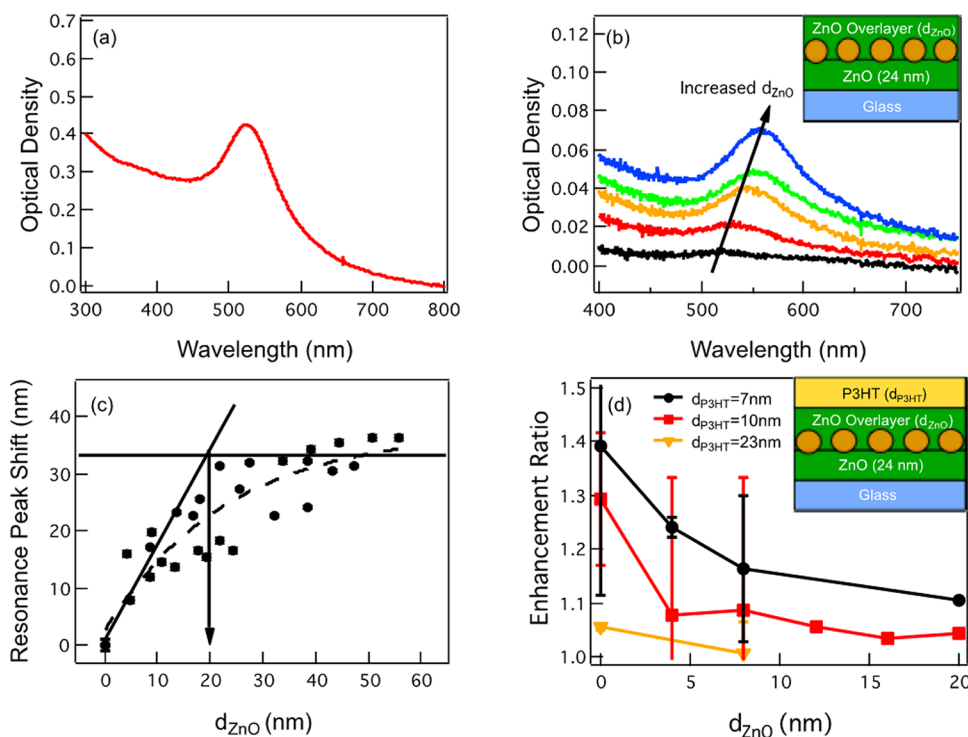 (a)
0.7
0.6
0.5
0.4
0.3
0.2
0.1
0.0
Optical Density
300 400 500 600 700 800
Wavelength (nm)
(b)
0.12
0.10
0.08
0.06
0.04
0.02
0.00
Optical Density
Increased dZnO
ZnO Overlayer (dZnO)
ZnO (24 nm)
Glass
400 500 600 700
Wavelength (nm)
(c)
40
30
20
10
0
Resonance Peak Shift (nm)
0 10 20 30 40 50 60
dZnO (nm)
(d)
1.5
1.4
1.3
1.2
1.1
1.0
Enhancement Ratio
dP3HT=7nm
dP3HT=10nm
dP3HT=23nm
P3HT (dP3HT)
ZnO Overlayer (dZnO)
ZnO (24 nm)
Glass
0 5 10 15 20
dZnO (nm)